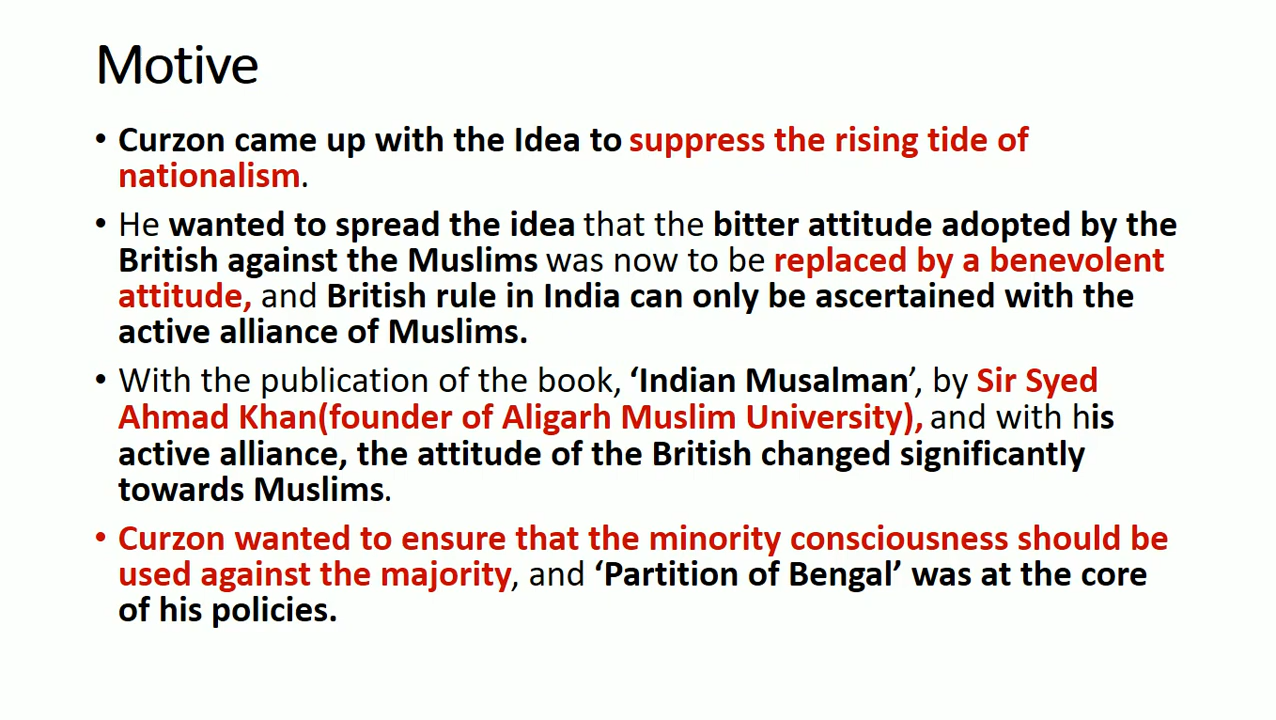 Motive
• Curzon came up with the Idea to suppress the rising tide of
nationalism.
• He wanted to spread the idea that the bitter attitude adopted by the
British against the Muslims was now to be replaced by a benevolent
attitude, and British rule in India can only be ascertained with the
active alliance of Muslims.
• With the publication of the book, ‘Indian Musalman’, by Sir Syed
Ahmad Khan(founder of Aligarh Muslim University), and with his
active alliance, the attitude of the British changed significantly
towards Muslims.
• Curzon wanted to ensure that the minority consciousness should be
used against the majority, and ‘Partition of Bengal’ was at the core
of his policies.